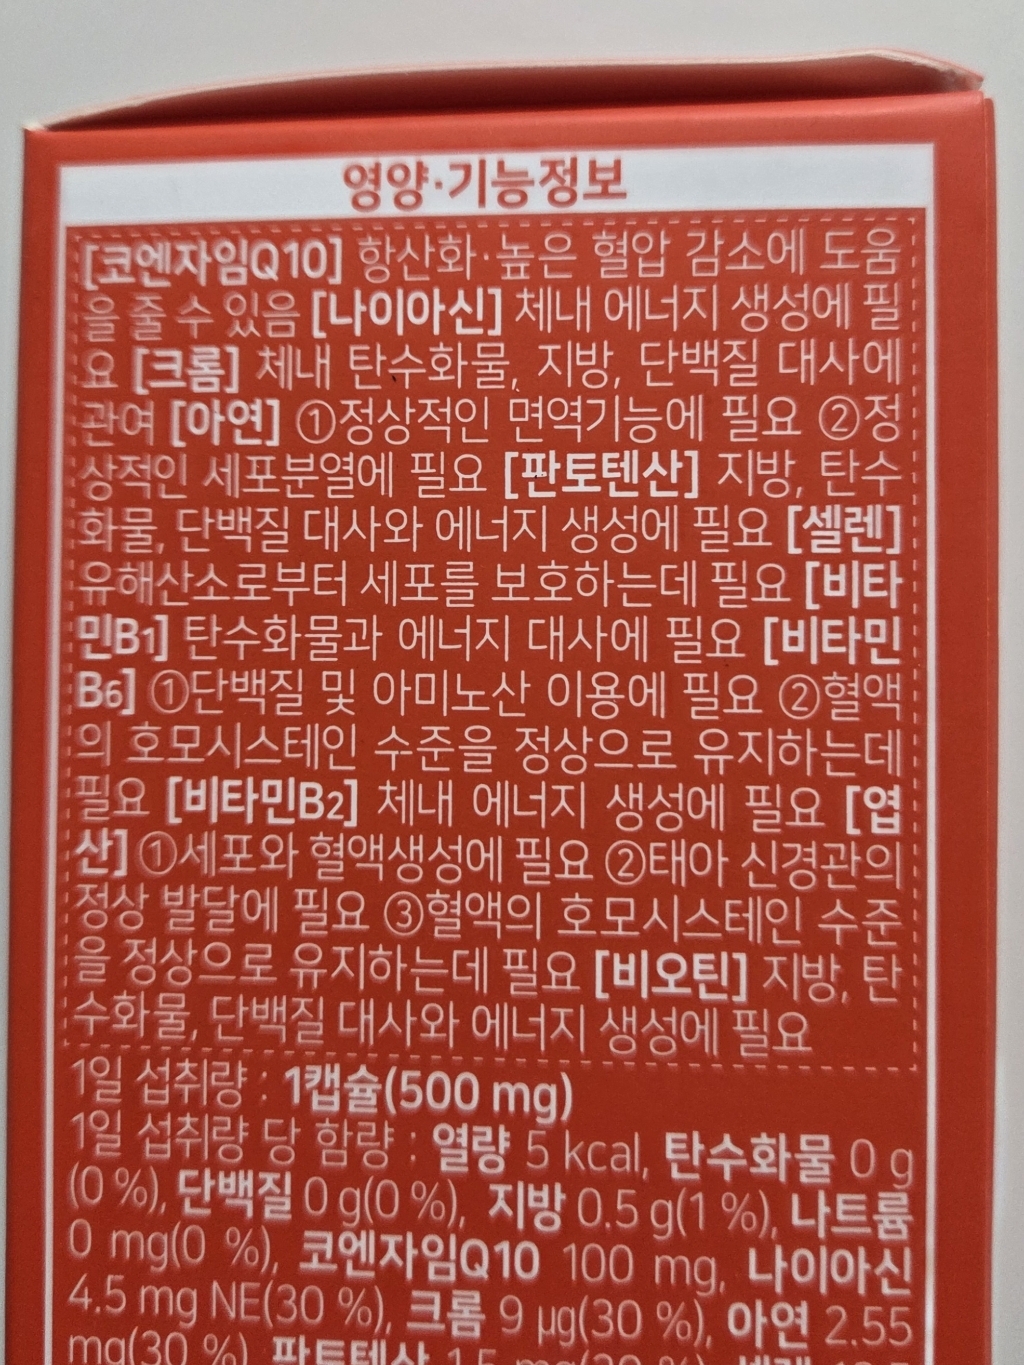 영양·기능정보
[코엔자임Q10] 항산화·높은 혈압 감소에 도움
을 줄 수 있음 [나이아신] 체내 에너지 생성에 필
요 [크롬] 체내 탄수화물, 지방, 단백질 대사에
관여 [아연] ①정상적인 면역기능에 필요 ②정
상적인 세포분열에 필요 [판토텐산] 지방, 탄수
화물, 단백질 대사와 에너지 생성에 필요 [셀렌]
유해산소로부터 세포를 보호하는데 필요 [비타
민B1] 탄수화물과 에너지 대사에 필요 [비타민
B6] ①단백질 및 아미노산 이용에 필요 ②혈액
의 호모시스테인 수준을 정상으로 유지하는데
필요 [비타민B2] 체내 에너지 생성에 필요 [엽
산] ①세포와 혈액생성에 필요 ②태아 신경관의
정상 발달에 필요 ③혈액의 호모시스테인 수준
을 정상으로 유지하는데 필요 [비오틴] 지방, 탄
수화물, 단백질 대사와 에너지 생성에 필요
1일 섭취량 : 1캡슐(500 mg)
1일 섭취량 당 함량 : 열량 5 kcal, 탄수화물 0 g
(0 %), 단백질 0 g(0 %), 지방 0.5 g(1 %), 나트륨
0 mg(0 %), 코엔자임Q10 100 mg, 나이아신
4.5 mg NE(30 %), 크롬 9 µg(30 %), 아연 2.55
mg(30 %), 판토텐산 1.5 mg(30 %),